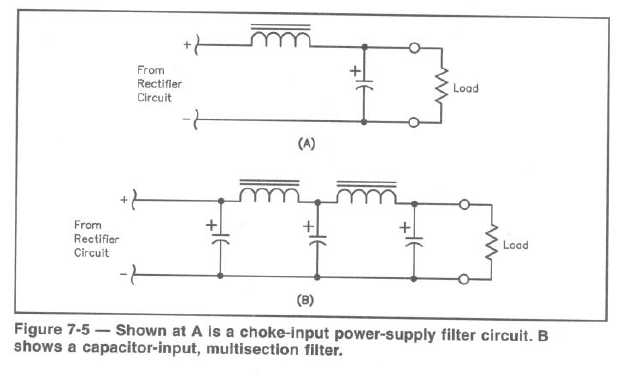 +
From
Rectifier
Circuit
-
+
Load
(A)
+
From
Rectifier
Circuit
-
+
+
+
Load
(B)
Figure 7-5 — Shown at A is a choke-input power-supply filter circuit. B
shows a capacitor-input, multisection filter.